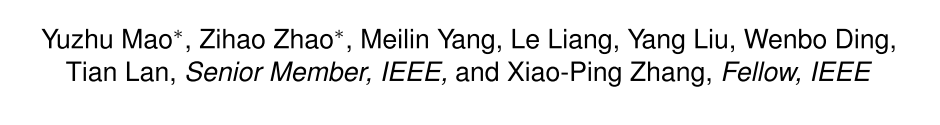 Yuzhu Mao*, Zihao Zhao*, Meilin Yang, Le Liang, Yang Liu, Wenbo Ding,
Tian Lan, Senior Member, IEEE, and Xiao-Ping Zhang, Fellow, IEEE